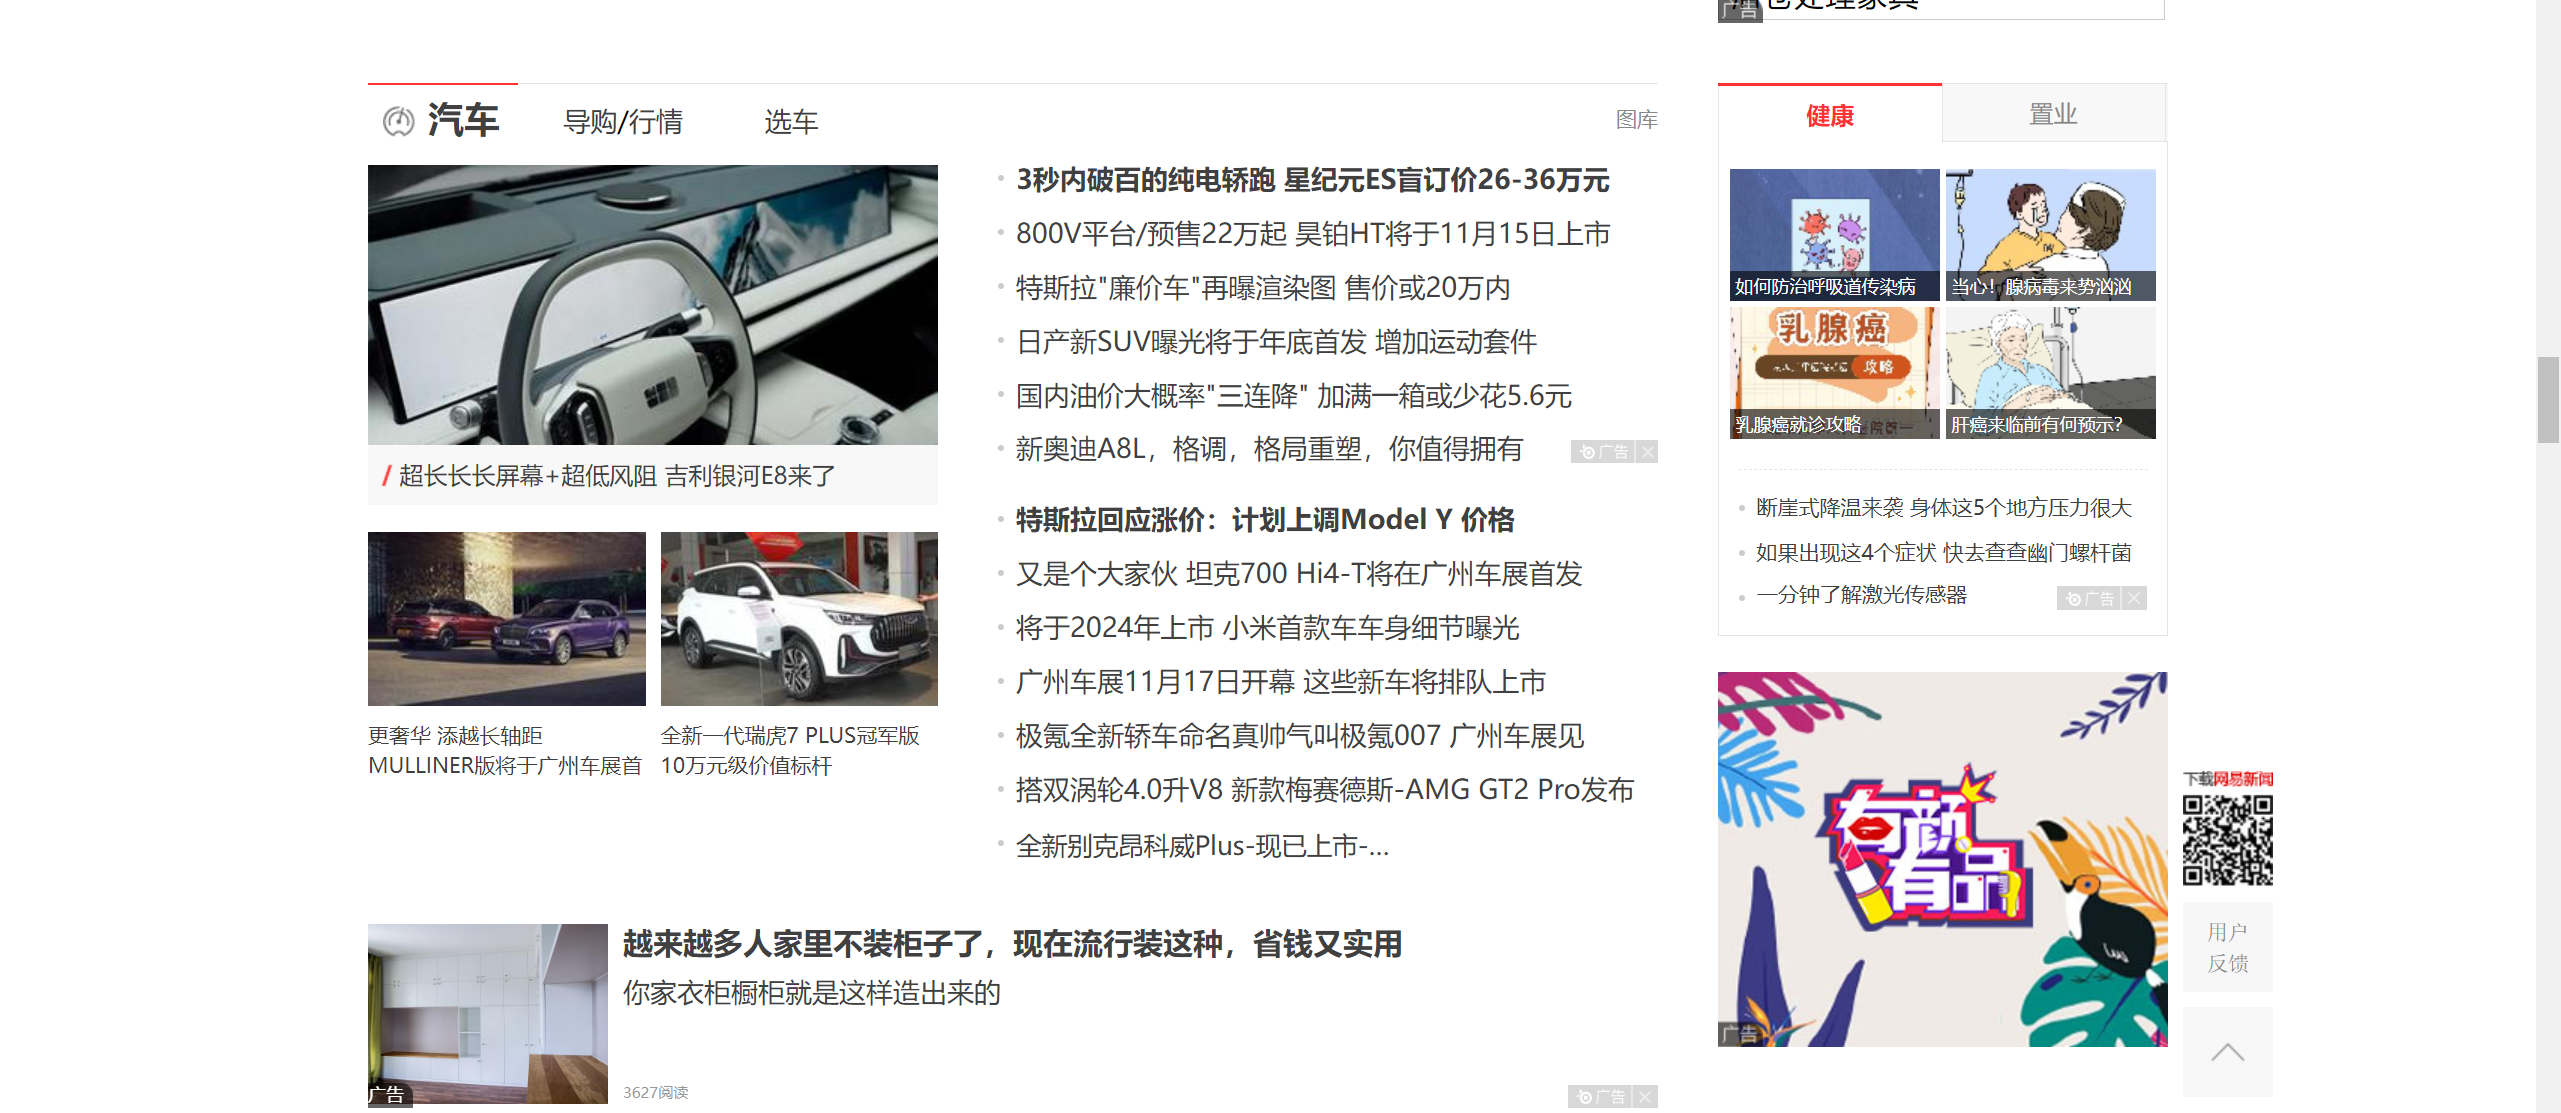 广告
汽车
导购/行情
选车
图库
超长长长屏幕+超低风阻 吉利银河E8来了
更奢华 添越长轴距
MULLINER版将于广州车展首
全新一代瑞虎7 PLUS冠军版
10万元级价值标杆
3秒内破百的纯电轿跑 星纪元ES盲订价26-36万元
800V平台/预售22万起 昊铂HT将于11月15日上市
特斯拉"廉价车"再曝渲染图 售价或20万内
日产新SUV曝光将于年底首发 增加运动套件
国内油价大概率"三连降" 加满一箱或少花5.6元
新奥迪A8L，格调，格局重塑，你值得拥有
广告
特斯拉回应涨价：计划上调Model Y 价格
又是个大家伙 坦克700 Hi4-T将在广州车展首发
将于2024年上市 小米首款车车身细节曝光
广州车展11月17日开幕 这些新车将排队上市
极氪全新轿车命名真帅气叫极氪007 广州车展见
搭双涡轮4.0升V8 新款梅赛德斯-AMG GT2 Pro发布
全新别克昂科威Plus-现已上市-...
越来越多人家里不装柜子了，现在流行装这种，省钱又实用
你家衣柜橱柜就是这样造出来的
3627阅读
广告
广告
健康
置业
如何防治呼吸道传染病
当心！腺病毒来势汹汹
乳腺癌
攻略
乳腺癌就诊攻略
肝癌来临前有何预示?
断崖式降温来袭 身体这5个地方压力很大
如果出现这4个症状 快去查查幽门螺杆菌
一分钟了解激光传感器
广告
有颜
有品
广告
下载网易新闻
用户
反馈